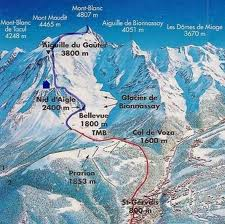 Mont-Blanc
4807 m
Mont Maudit
4465 m
Mont-Blanc
de Tacul
4248 m
Aiguille de Bionnassay
4051 m
Les Dômes de Miage
3670 m
Aiguille du Goûter
3800 m
Nid d'Aigle
2400 m
Glacier de
Bionnassay
Bellevue
1800 m
TMB
Col de Voza
1600 m
Prarion
1853 m
St-Gervais
800 m